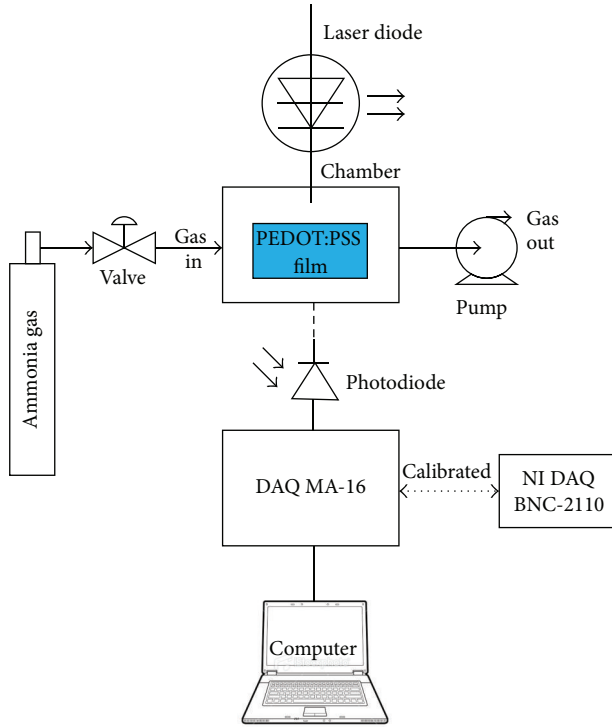 Laser diode
Chamber
Gas
in
PEDOT:PSS
film
Gas
out
Valve
Pump
Ammonia gas
Photodiode
DAQ MA-16
Calibrated
NI DAQ
BNC-2110
Computer